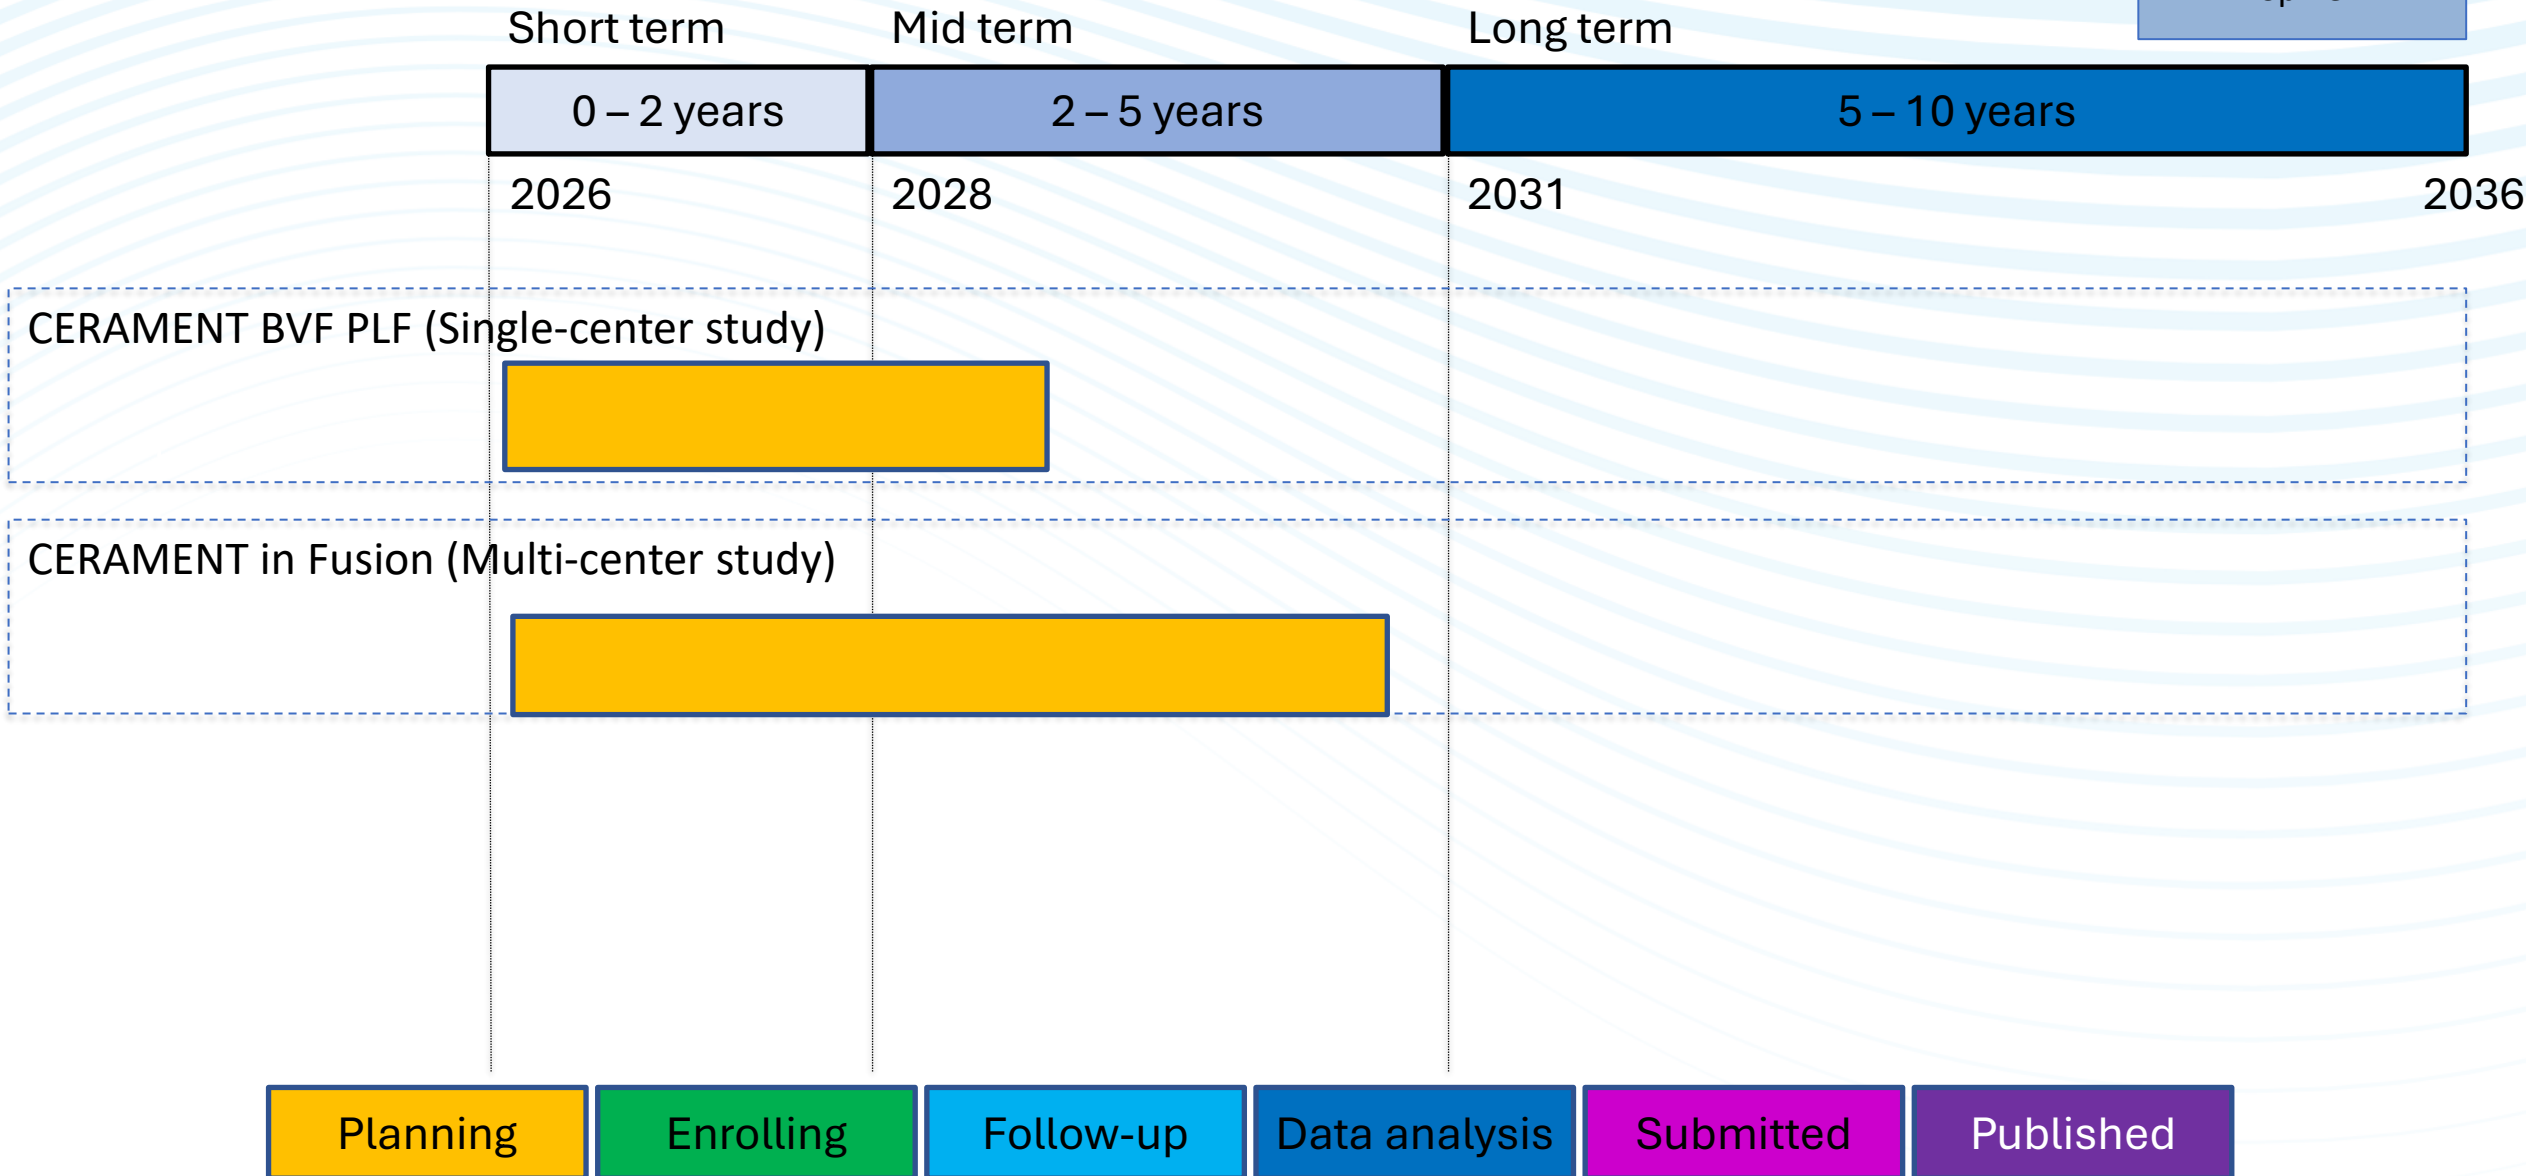 Short term
Mid term
Long term
0 – 2 years
2 – 5 years
5 – 10 years
2026
2028
2031
2036
CERAMENT BVF PLF (Single-center study)
CERAMENT in Fusion (Multi-center study)
Planning
Enrolling
Follow-up
Data analysis
Submitted
Published